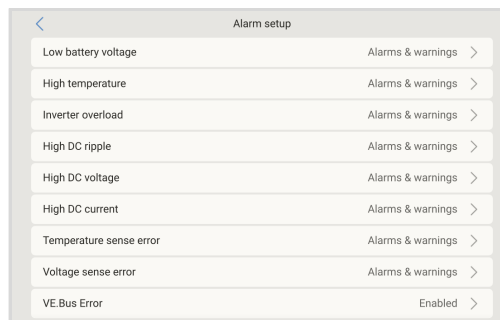 Alarm setup
Low battery voltage Alarms & warnings
High temperature Alarms & warnings
Inverter overload Alarms & warnings
High DC ripple Alarms & warnings
High DC voltage Alarms & warnings
High DC current Alarms & warnings
Temperature sense error Alarms & warnings
Voltage sense error Alarms & warnings
VE.Bus Error Enabled